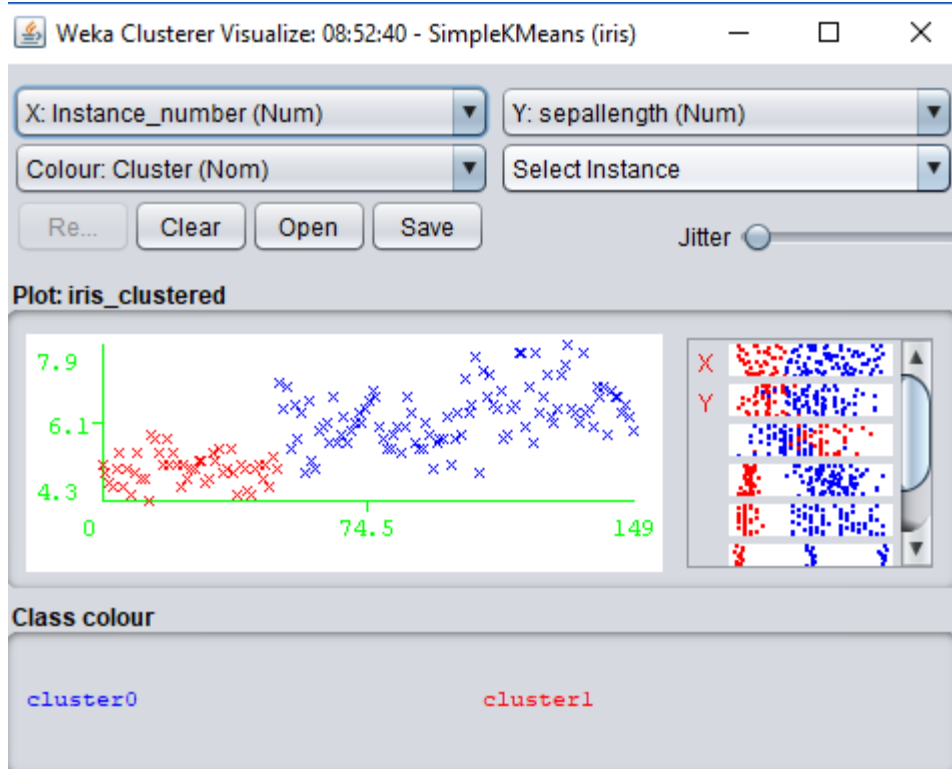 Weka Clusterer Visualize: 08:52:40 - SimpleKMeans (iris)
X: Instance_number (Num)
Y: sepallength (Num)
Colour: Cluster (Nom)
Select Instance
Re...
Clear
Open
Save
Jitter
Plot: iris_clustered
7.9
6.1
4.3
0
74.5
149
X
Y
Class colour
cluster0
cluster1